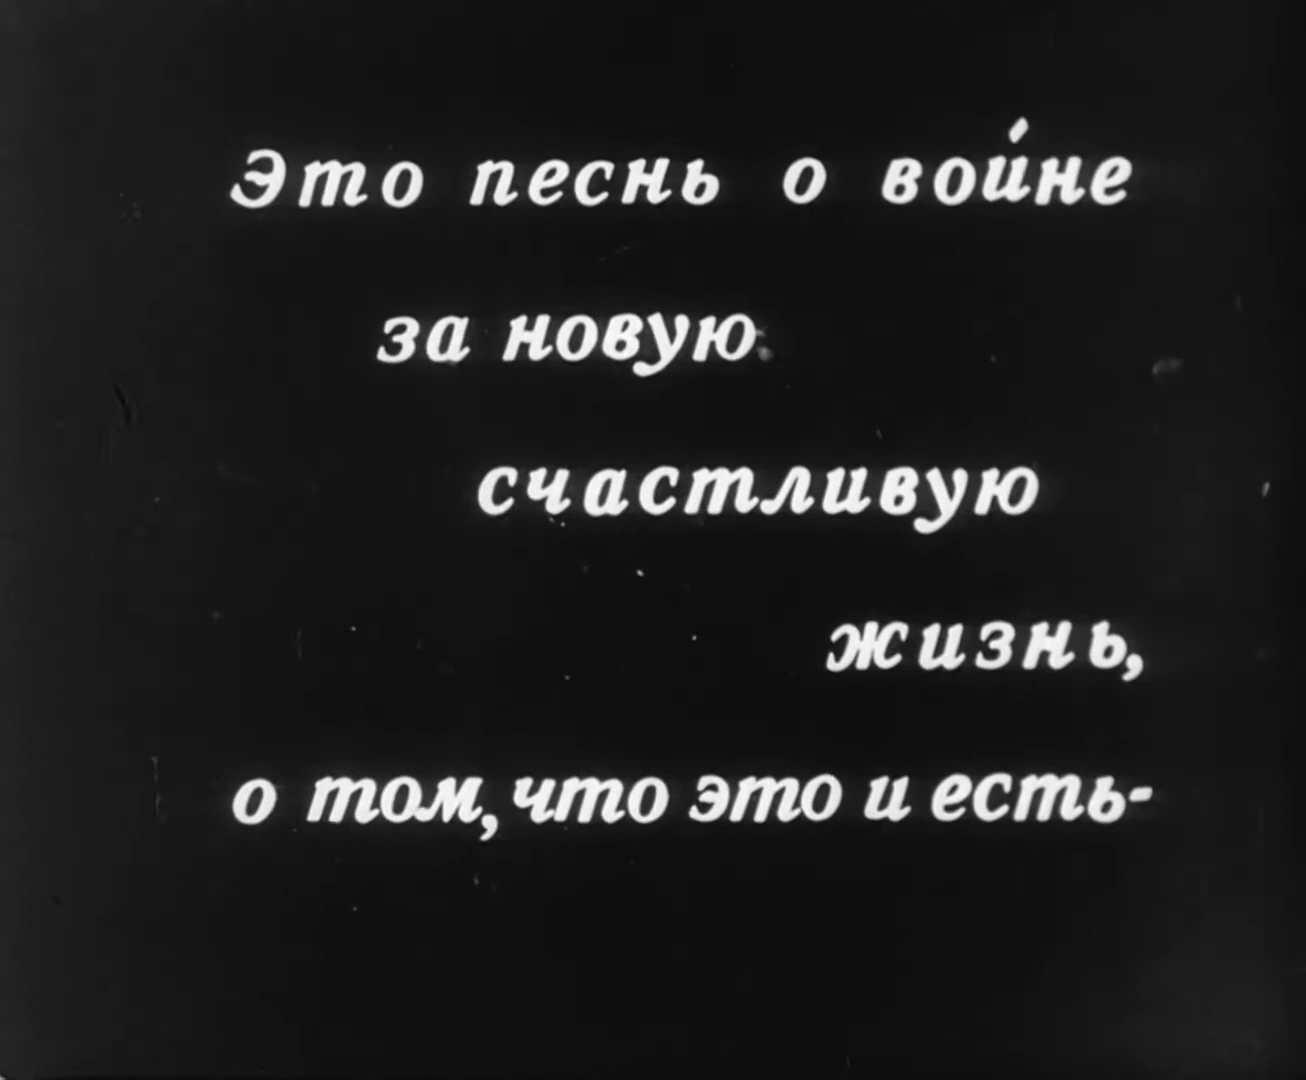 Это песнь о войне
за новую
счастливую
жизнь,
о том, что это и есть-